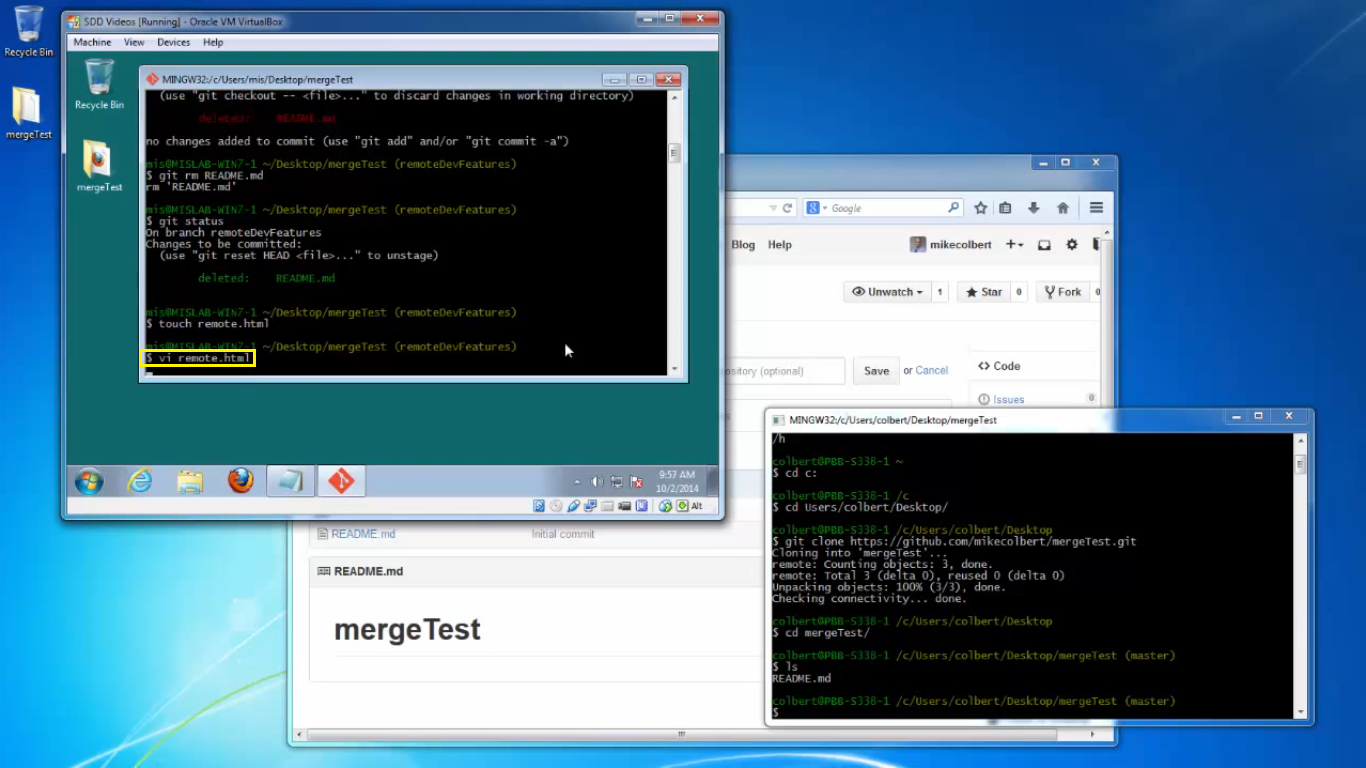 Recycle Bin
mergeTest
SDD Videos [Running] - Oracle VM VirtualBox
Machine View Devices Help
Recycle Bin
mergeTest
MINGW32:/c/Users/mis/Desktop/mergeTest
(use "git checkout -- <file>..." to discard changes in working directory)
deleted: README.md
no changes added to commit (use "git add" and/or "git commit -a")
mis@MISLAB-WIN7-1 ~/Desktop/mergeTest (remoteDevFeatures)
$ git rm README.md
rm 'README.md'
mis@MISLAB-WIN7-1 ~/Desktop/mergeTest (remoteDevFeatures)
$ git status
On branch remoteDevFeatures
Changes to be committed:
(use "git reset HEAD <file>..." to unstage)
deleted: README.md
mis@MISLAB-WIN7-1 ~/Desktop/mergeTest (remoteDevFeatures)
$ touch remote.html
mis@MISLAB-WIN7-1 ~/Desktop/mergeTest (remoteDevFeatures)
$ vi remote.html
9:57 AM
10/2/2014
Alt
Google
Blog Help
mikecolbert
Unwatch 1 Star 0 Fork 0
ository (optional) Save or Cancel
Code
Issues 0
README.md Initial commit
README.md
mergeTest
MINGW32:/c/Users/colbert/Desktop/mergeTest
/h
colbert@PBB-S338-1 ~
$ cd c:
colbert@PBB-S338-1 /c
$ cd Users/colbert/Desktop/
colbert@PBB-S338-1 /c/Users/colbert/Desktop
$ git clone https://github.com/mikecolbert/mergeTest.git
Cloning into 'mergeTest'...
remote: Counting objects: 3, done.
remote: Total 3 (delta 0), reused 0 (delta 0)
Unpacking objects: 100% (3/3), done.
Checking connectivity... done.
colbert@PBB-S338-1 /c/Users/colbert/Desktop
$ cd mergeTest/
colbert@PBB-S338-1 /c/Users/colbert/Desktop/mergeTest (master)
$ ls
README.md
colbert@PBB-S338-1 /c/Users/colbert/Desktop/mergeTest (master)
$